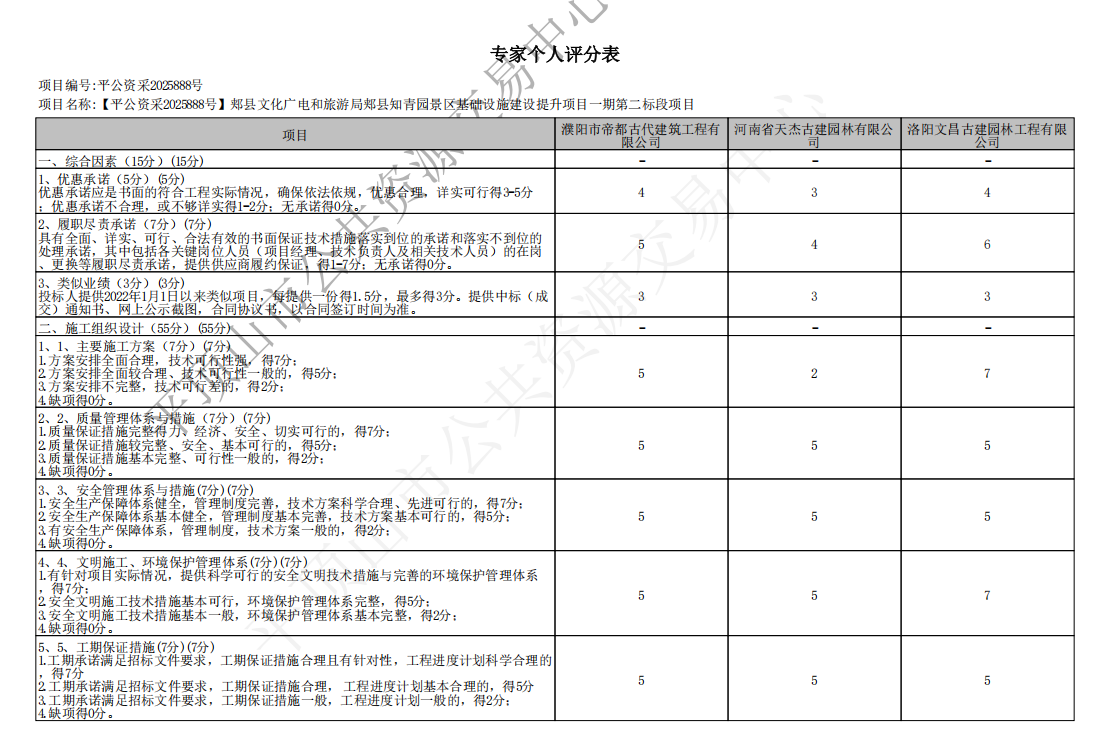 专家个人评分表
项目编号:平公资采2025888号
项目名称:【平公资采2025888号】郏县文化广电和旅游局郏县知青园景区基础设施建设提升项目一期第二标段项目
项目
濮阳市帝都古代建筑工程有
限公司
河南省天杰古建园林有限公
司
洛阳文昌古建园林工程有限
公司
一、综合因素（15分）(15分)
-
-
-
1、优惠承诺（5分）(5分)
优惠承诺应是书面的符合工程实际情况，确保依法依规，优惠合理，详实可行得3-5分
；优惠承诺不合理，或不够详实得1-2分；无承诺得0分。
4
3
4
2、履职尽责承诺（7分）(7分)
具有全面、详实、可行、合法有效的书面保证技术措施落实到位的承诺和落实不到位的
处理承诺，其中包括各关键岗位人员（项目经理、技术负责人及相关技术人员）的在岗
、更换等履职尽责承诺，提供供应商履约保证，得1-7分；无承诺得0分。
5
4
6
3、类似业绩（3分）(3分)
投标人提供2022年1月1日以来类似项目，每提供一份得1.5分，最多得3分。提供中标（成
交）通知书、网上公示截图，合同协议书，以合同签订时间为准。
3
3
3
二、施工组织设计（55分）(55分)
-
-
-
1、1、主要施工方案（7分）(7分)
1.方案安排全面合理，技术可行性强，得7分；
2.方案安排全面较合理、技术可行性一般的，得5分；
3.方案安排不完整，技术可行差的，得2分；
4.缺项得0分。
5
2
7
2、2、质量管理体系与措施（7分）(7分)
1.质量保证措施完整得力、经济、安全、切实可行的，得7分；
2.质量保证措施较完整、安全、基本可行的，得5分；
3.质量保证措施基本完整、可行性一般的，得2分；
4.缺项得0分。
5
5
5
3、3、安全管理体系与措施(7分)(7分)
1.安全生产保障体系健全，管理制度完善，技术方案科学合理、先进可行的，得7分；
2.安全生产保障体系基本健全，管理制度基本完善，技术方案基本可行的，得5分；
3.有安全生产保障体系，管理制度，技术方案一般的，得2分；
4.缺项得0分。
5
5
5
4、4、文明施工、环境保护管理体系(7分)(7分)
1.有针对项目实际情况，提供科学可行的安全文明技术措施与完善的环境保护管理体系
，得7分；
2.安全文明施工技术措施基本可行，环境保护管理体系完整，得5分；
3.安全文明施工技术措施基本一般，环境保护管理体系基本完整，得2分；
4.缺项得0分。
5
5
7
5、5、工期保证措施(7分)(7分)
1.工期承诺满足招标文件要求，工期保证措施合理且有针对性，工程进度计划科学合理的
，得7分
2.工期承诺满足招标文件要求，工期保证措施合理， 工程进度计划基本合理的，得5分
3.工期承诺满足招标文件要求，工期保证措施一般，工程进度计划一般的，得2分；
4.缺项得0分。
5
5
5
平顶山市公共资源交易中心
平顶山市公共资源交易中心